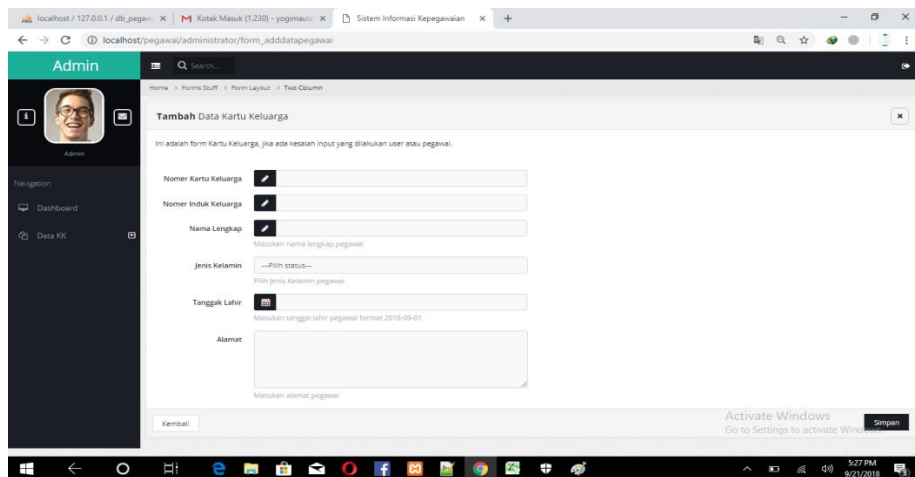 localhost / 127.0.0.1 / db_pegaw
Kotak Masuk (1.230) - yogimaula
Sistem Informasi Kepegawaian
localhost/pegawai/administrator/form_adddatapegawai
Admin
Search...
Home > Forms Stuff > Form Layout > Two Column
Tambah Data Kartu Keluarga
Admin
Ini adalah form Kartu Keluarga, jika ada kesalah input yang dilakukan user atau pegawai.
Navigation
Dashboard
Data KK
Nomer Kartu Keluarga
Nomer Induk Keluarga
Nama Lengkap
Masukan nama lengkap pegawai
Jenis Kelamin
---Pilih status---
Pilih Jenis Kelamin pegawai
Tanggak Lahir
Masukan tanggal lahir pegawai format 2018-09-01
Alamat
Masukan alamat pegawai
Kembali
Simpan
Activate Windows
Go to Settings to activate Windows.
5:27 PM
9/21/2018